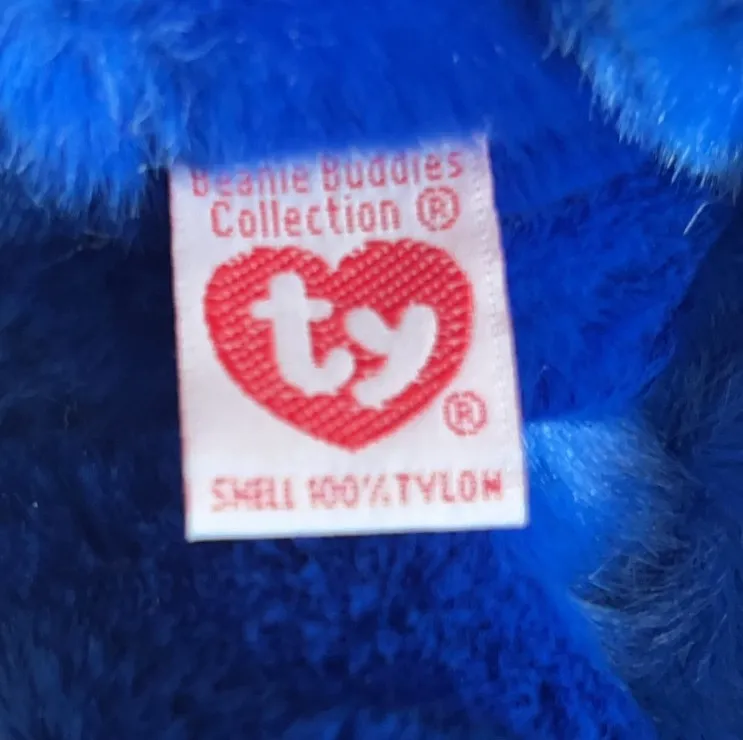 Beanie Buddies
Collection ®
ty
®
SHELL 100% TYLON